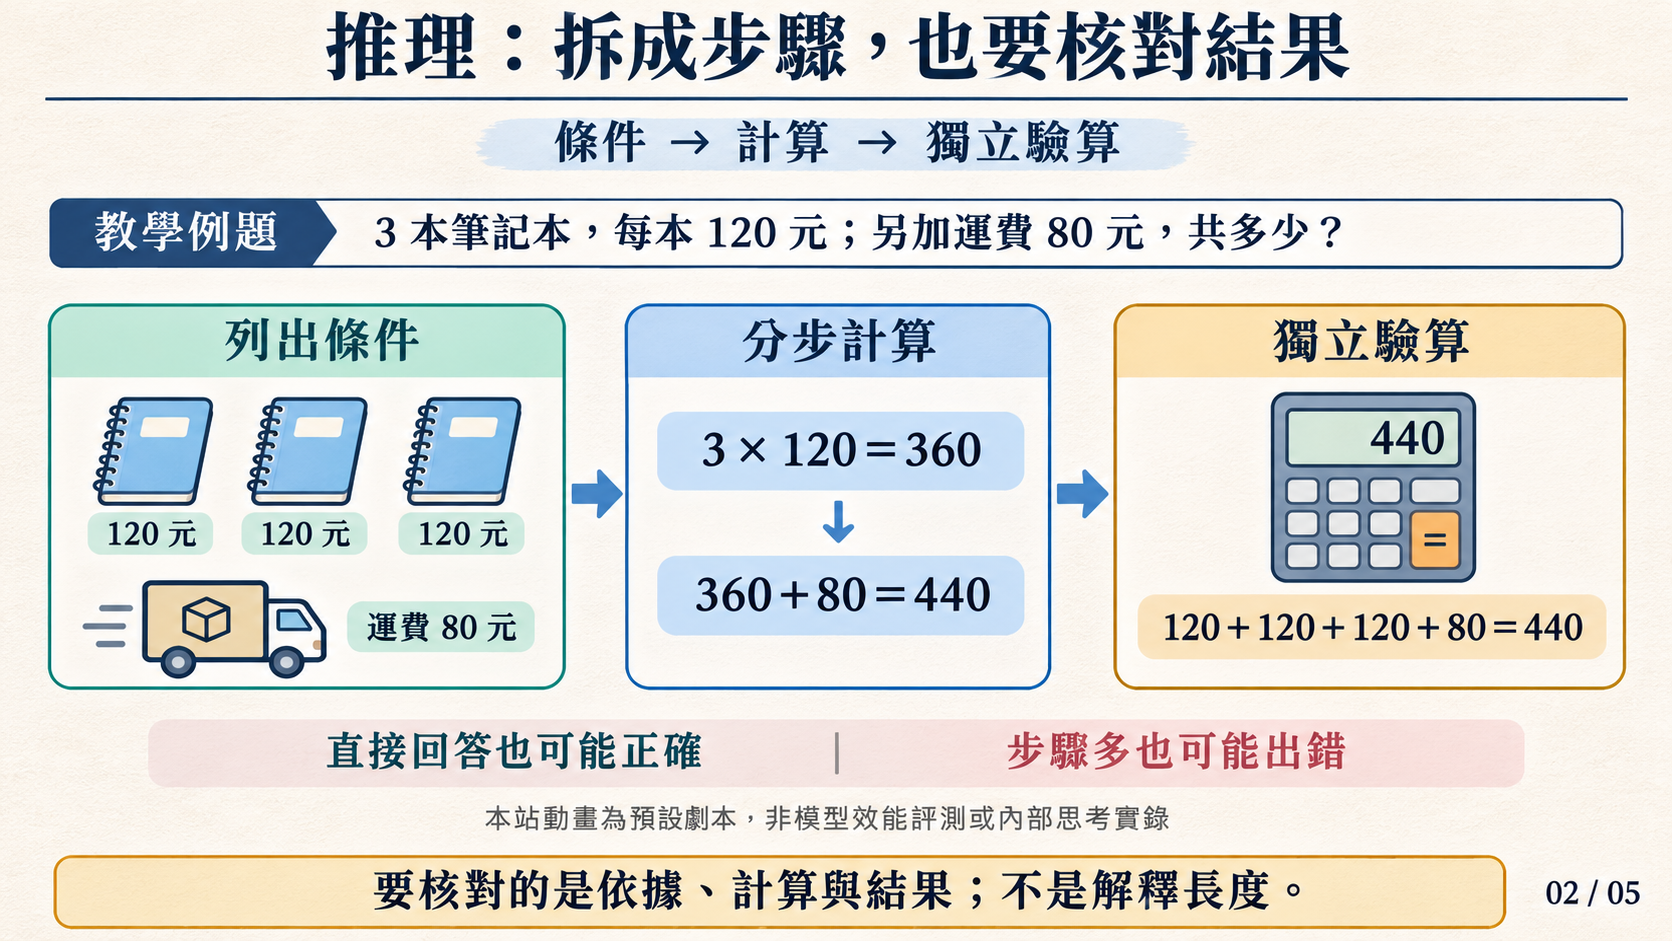 推理：拆成步驟，也要核對結果
條件 → 計算 → 獨立驗算
教學例題
3 本筆記本，每本 120 元；另加運費 80 元，共多少？
列出條件
120 元
120 元
120 元
運費 80 元
分步計算
3 × 120 = 360
360 + 80 = 440
獨立驗算
440
=
120 + 120 + 120 + 80 = 440
直接回答也可能正確
步驟多也可能出錯
本站動畫為預設劇本，非模型效能評測或內部思考實錄
要核對的是依據、計算與結果；不是解釋長度。
02 / 05